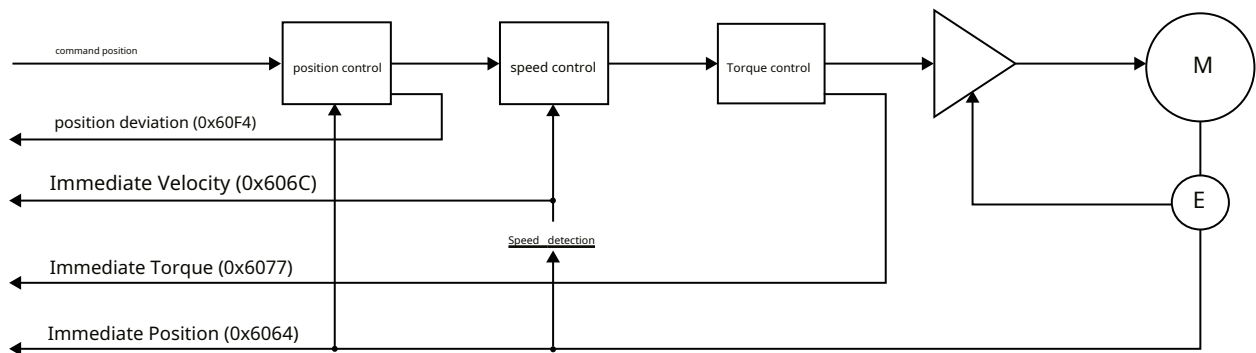 command position
position control
speed control
Torque control
M
position deviation (0x60F4)
Immediate Velocity (0x606C)
E
Speed detection
Immediate Torque (0x6077)
Immediate Position (0x6064)